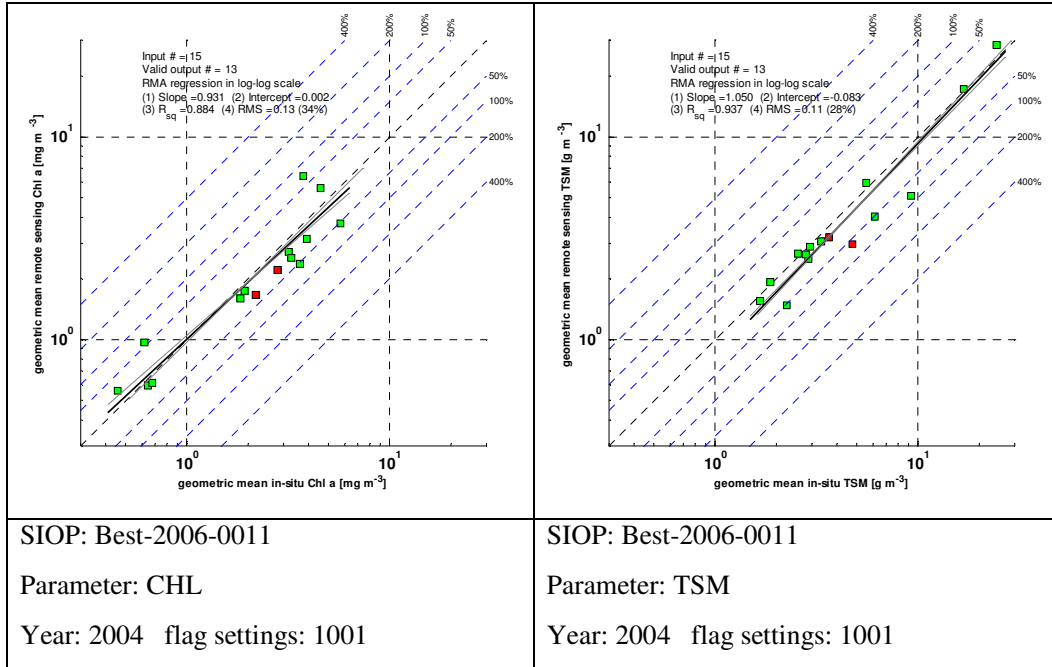 400%
200%
100%
50%
Input # = 15
Valid output # = 13
RMA regression in log-log scale
(1) Slope =0.931 (2) Intercept =0.002
(3) R_sq =0.884 (4) RMS =0.13 (34%)
50%
100%
200%
400%
10^1
10^0
geometric mean remote sensing Chl a [mg m^-3]
10^0 10^1
geometric mean in-situ Chl a [mg m^-3]
400%
200%
100%
50%
Input # = 15
Valid output # = 13
RMA regression in log-log scale
(1) Slope =1.050 (2) Intercept =-0.083
(3) R_sq =0.937 (4) RMS =0.11 (28%)
50%
100%
200%
400%
10^1
10^0
geometric mean remote sensing TSM [g m^-3]
10^0 10^1
geometric mean in-situ TSM [g m^-3]
SIOP: Best-2006-0011
Parameter: CHL
Year: 2004 flag settings: 1001
SIOP: Best-2006-0011
Parameter: TSM
Year: 2004 flag settings: 1001